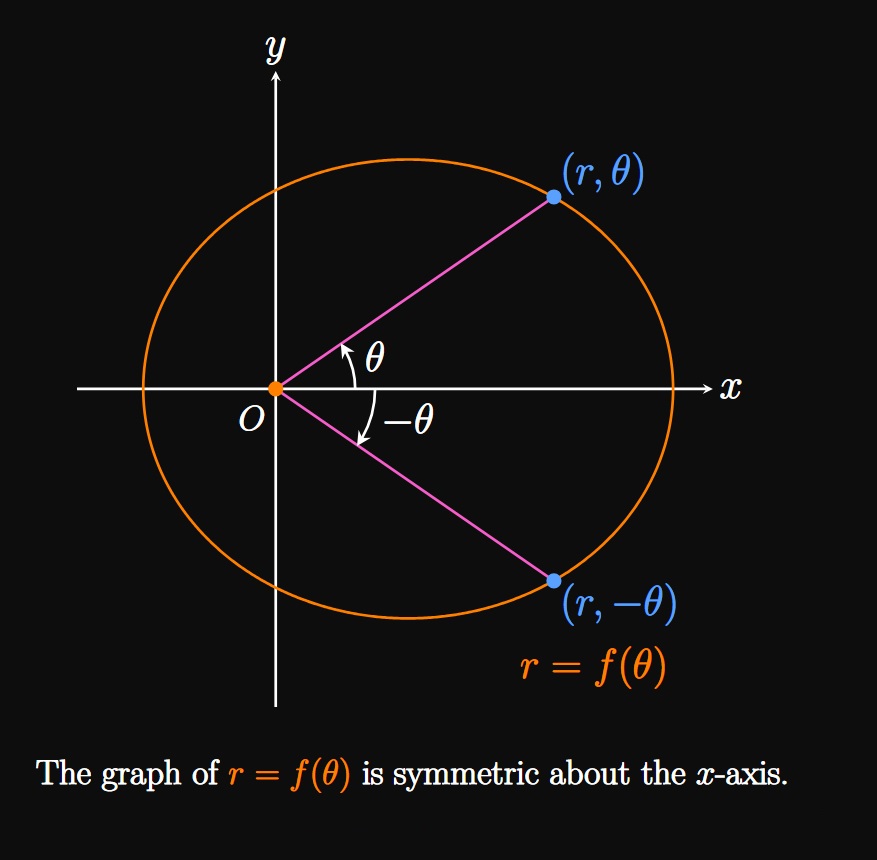 y
(r, θ)
θ
x
O
−θ
(r, −θ)
r = f(θ)
The graph of r = f(θ) is symmetric about the x-axis.